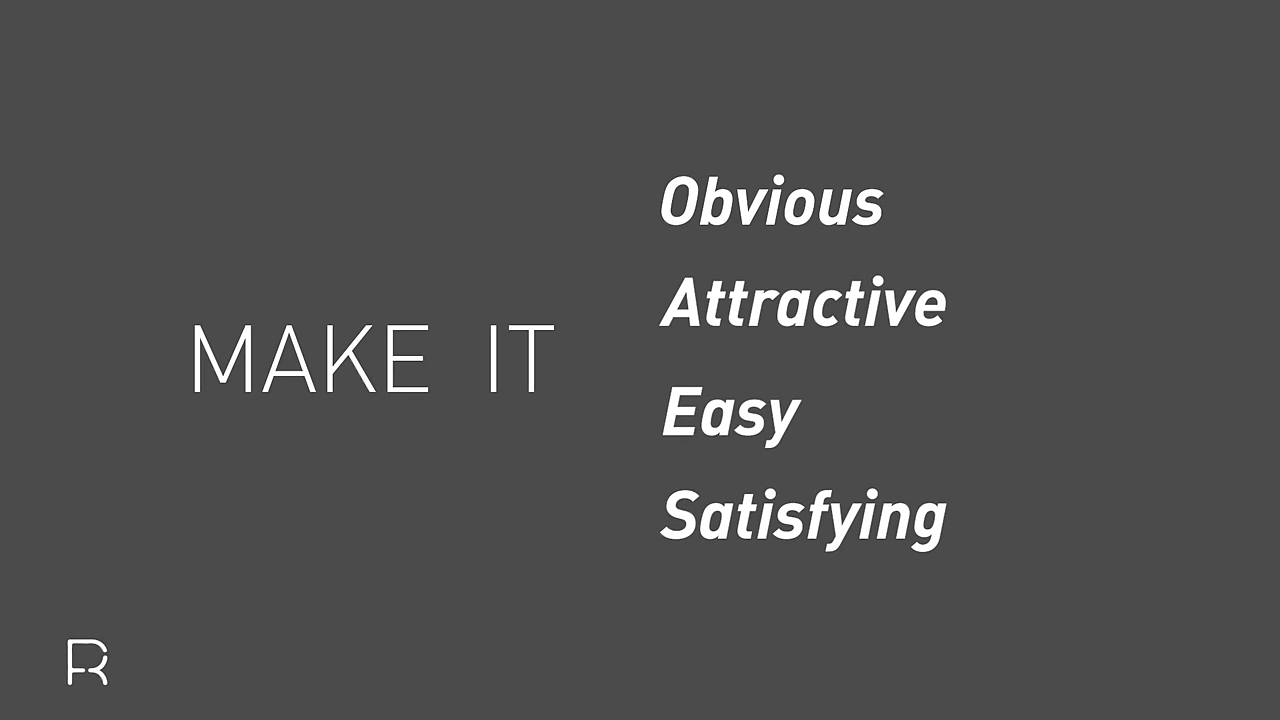 MAKE IT
Obvious
Attractive
Easy
Satisfying
R